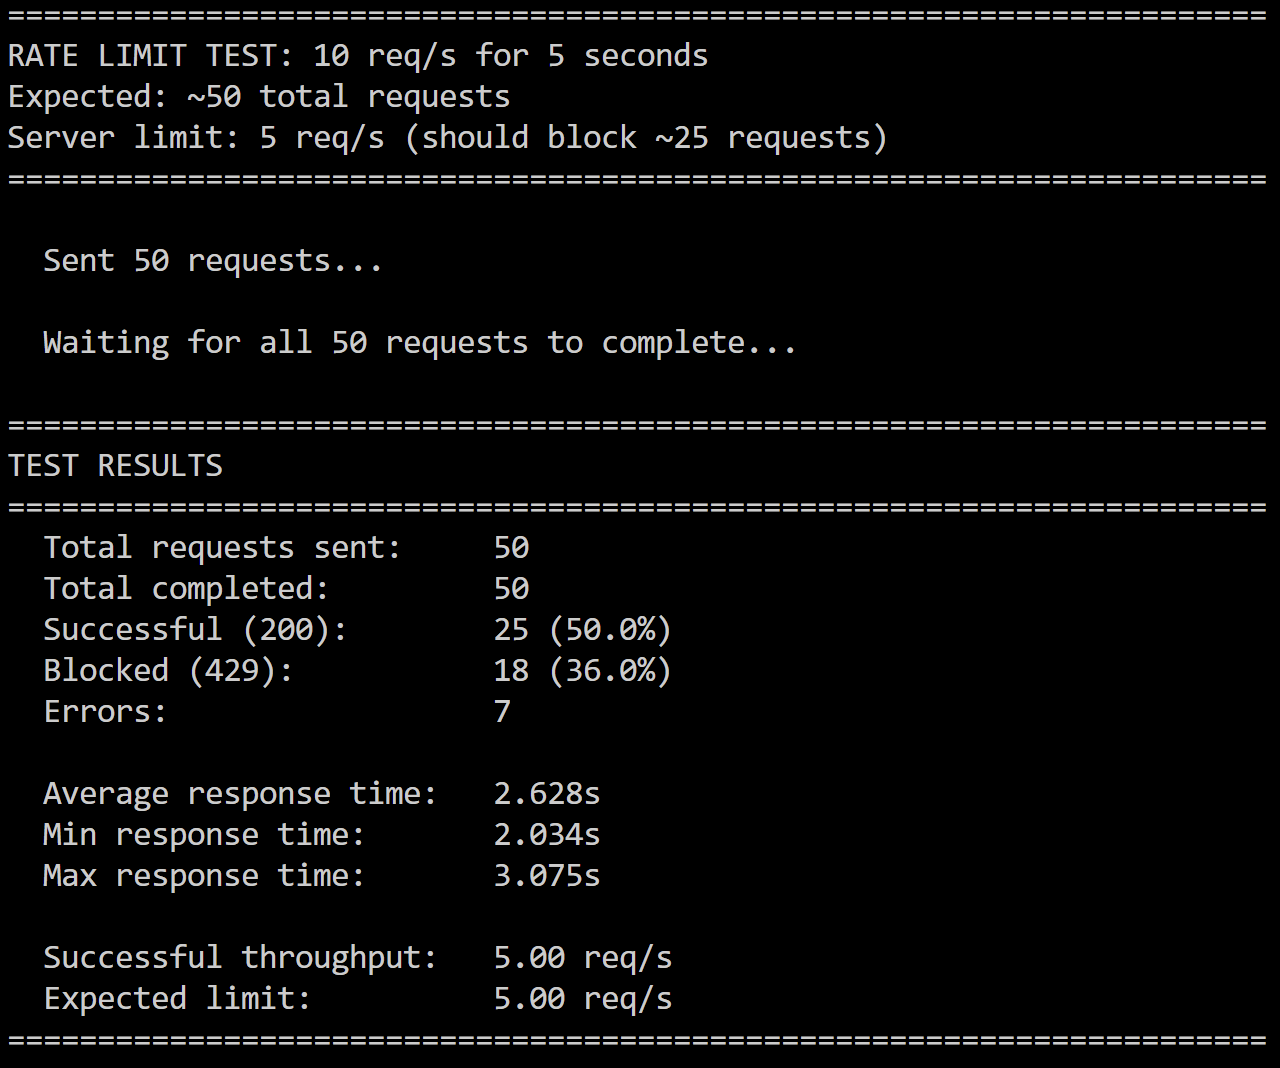 ======================================================================
RATE LIMIT TEST: 10 req/s for 5 seconds
Expected: ~50 total requests
Server limit: 5 req/s (should block ~25 requests)
======================================================================
Sent 50 requests...
Waiting for all 50 requests to complete...
======================================================================
TEST RESULTS
======================================================================
Total requests sent: 50
Total completed: 50
Successful (200): 25 (50.0%)
Blocked (429): 18 (36.0%)
Errors: 7
Average response time: 2.628s
Min response time: 2.034s
Max response time: 3.075s
Successful throughput: 5.00 req/s
Expected limit: 5.00 req/s
======================================================================